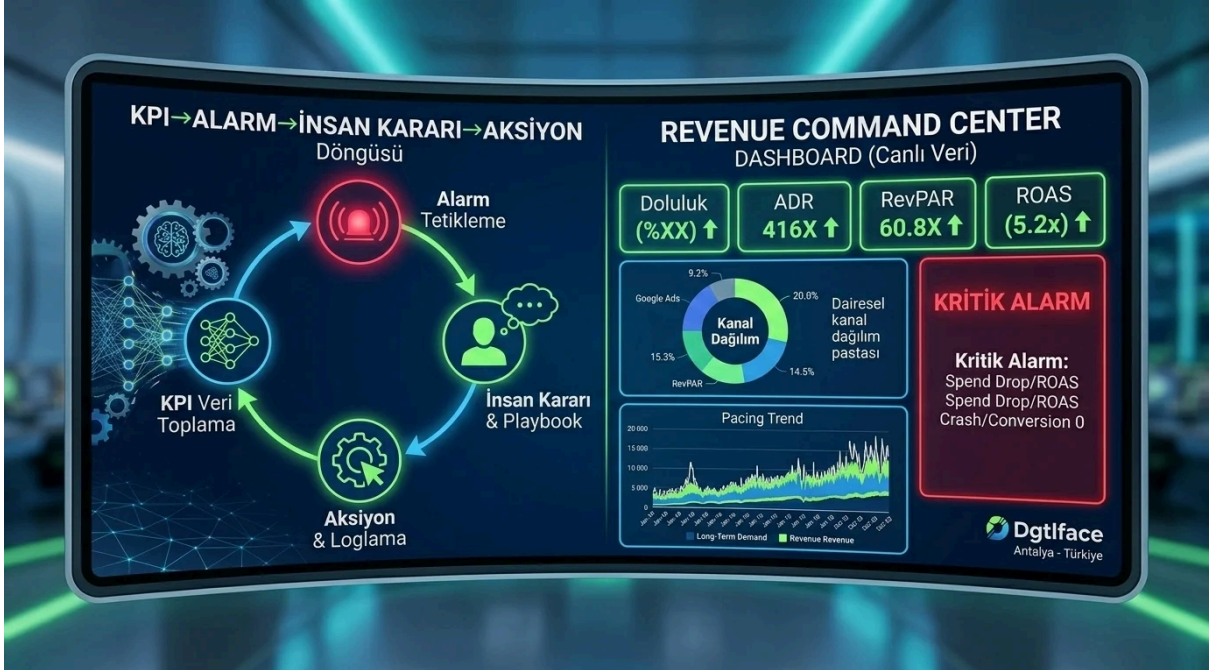 KPI→ALARM→İNSAN KARARI→AKSİYON
Döngüsü
Alarm
Tetikleme
İnsan Kararı
& Playbook
Aksiyon
& Loglama
KPI Veri
Toplama
REVENUE COMMAND CENTER
DASHBOARD (Canlı Veri)
Doluluk
(%XX) ↑
ADR
416X ↑
RevPAR
60.8X ↑
ROAS
(5.2x) ↑
9.2%
Google Ads
20.0%
Kanal
Dağılım
15.3%
14.5%
RevPAR
Dairesel
kanal
dağılım
pastası
KRİTİK ALARM
Kritik Alarm:
Spend Drop/ROAS
Spend Drop/ROAS
Crash/Conversion 0
Pacing Trend
20 000
15 000
10 000
5 000
0
Long-Term Demand
Revenue Revenue
Dgtlface
Antalya - Türkiye